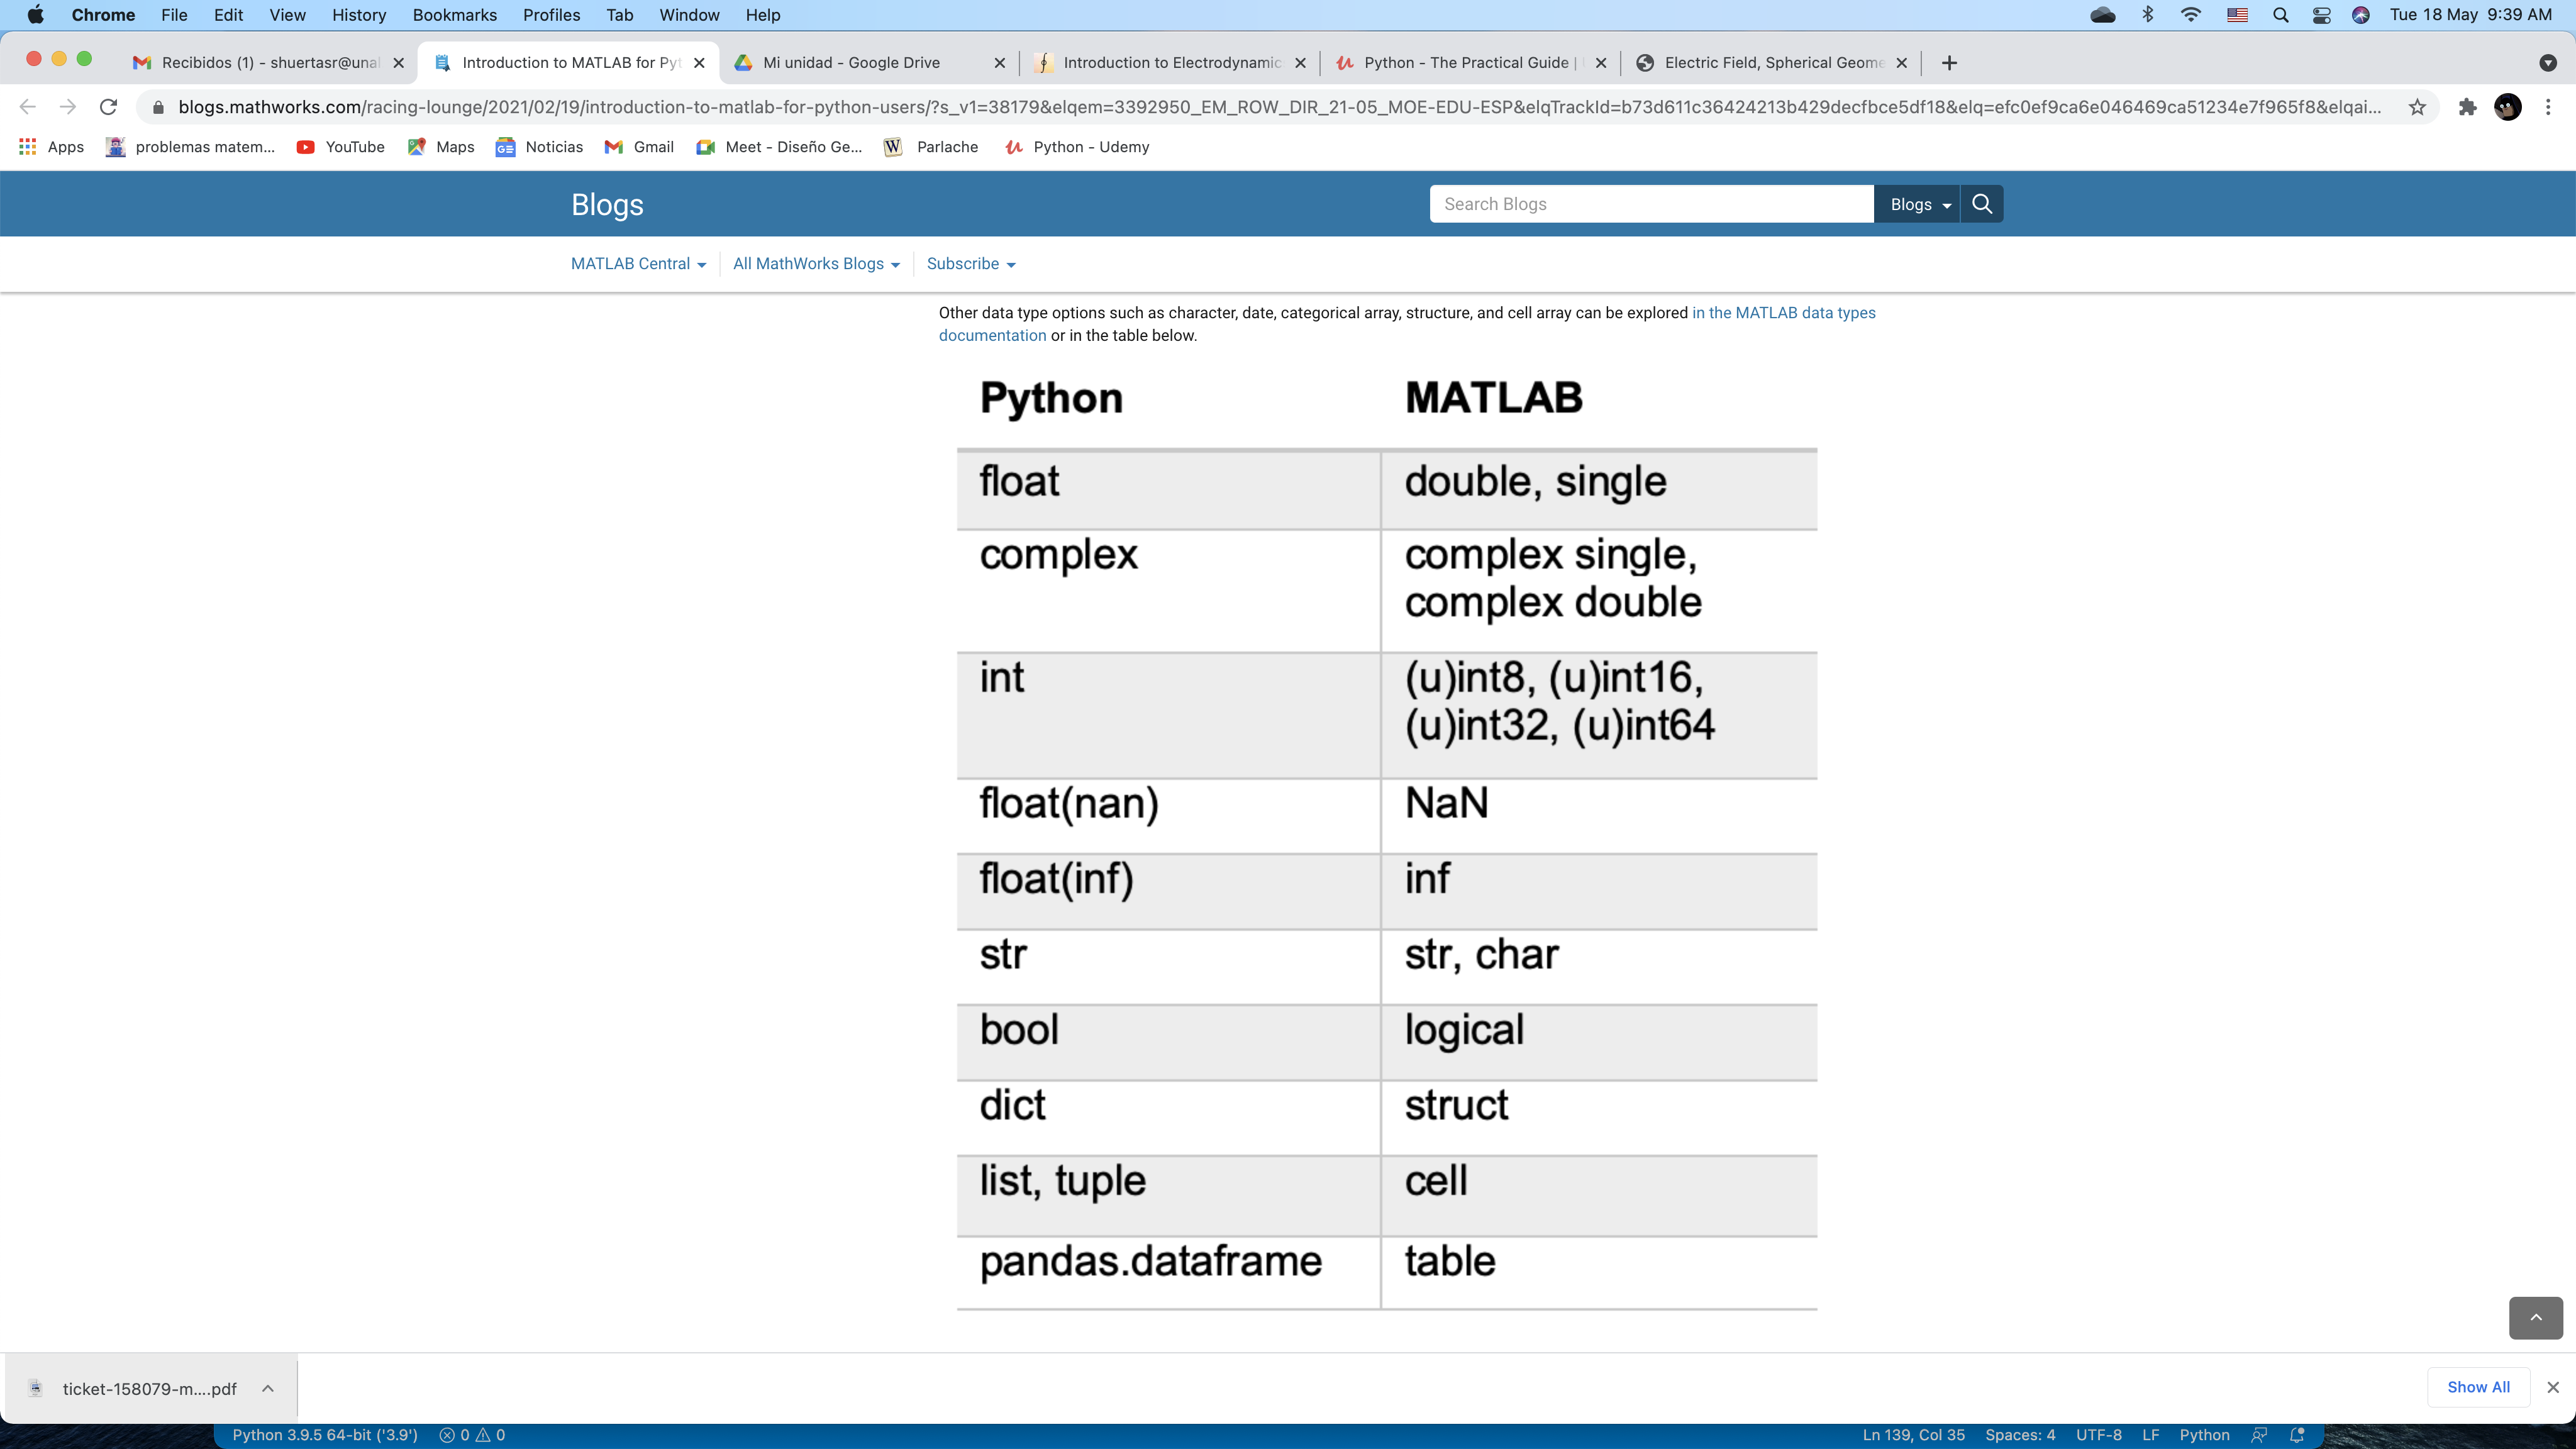 Chrome File Edit View History Bookmarks Profiles Tab Window Help Tue 18 May 9:39 AM
Recibidos (1) - shuertasr@una Introduction to MATLAB for Pyt Mi unidad - Google Drive Introduction to Electrodynamic Python - The Practical Guide | Electric Field, Spherical Geome
blogs.mathworks.com/racing-lounge/2021/02/19/introduction-to-matlab-for-python-users/?s_v1=38179&elqem=3392950_EM_ROW_DIR_21-05_MOE-EDU-ESP&elqTrackId=b73d611c36424213b429decfbce5df18&elq=efc0ef9ca6e046469ca51234e7f965f8&elqai...
Apps problemas matem... YouTube Maps Noticias Gmail Meet - Diseño Ge... Parlache Python - Udemy
Blogs Search Blogs Blogs
MATLAB Central All MathWorks Blogs Subscribe
Other data type options such as character, date, categorical array, structure, and cell array can be explored in the MATLAB data types
documentation or in the table below.
Python MATLAB
float double, single
complex complex single,
complex double
int (u)int8, (u)int16,
(u)int32, (u)int64
float(nan) NaN
float(inf) inf
str str, char
bool logical
dict struct
list, tuple cell
pandas.dataframe table
ticket-158079-m....pdf Show All
Python 3.9.5 64-bit ('3.9') 0 0 Ln 139, Col 35 Spaces: 4 UTF-8 LF Python